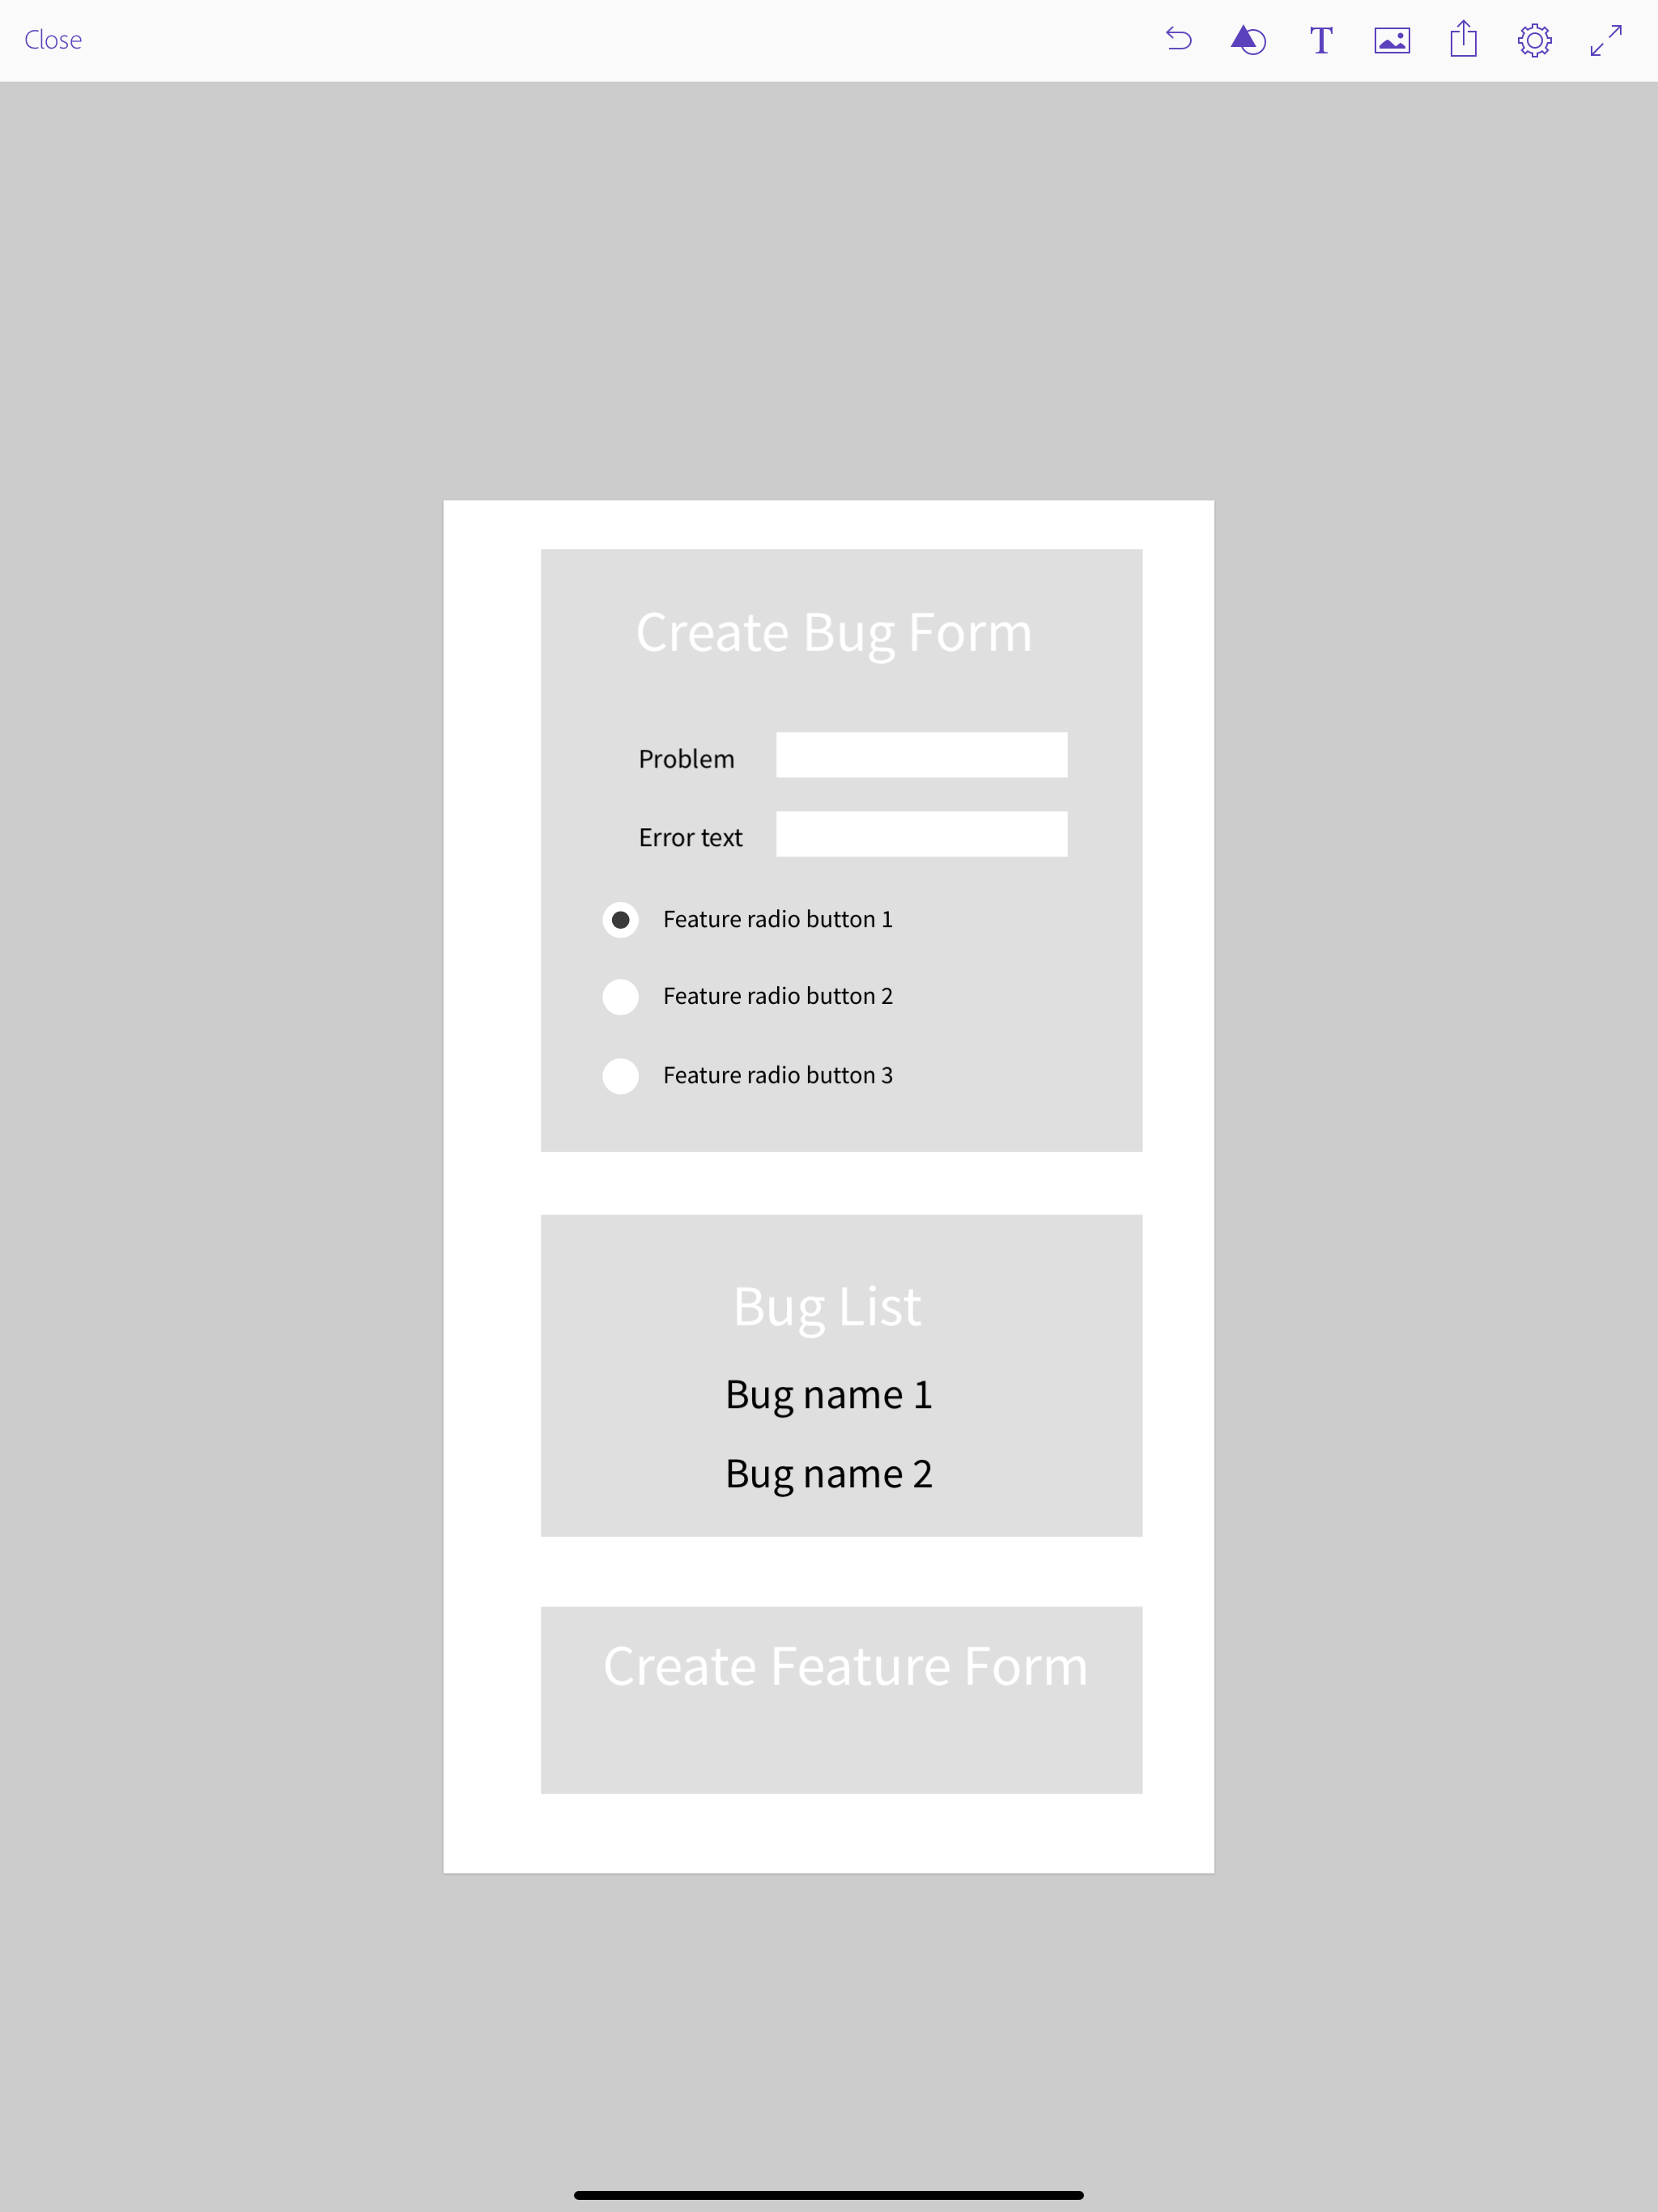 Close
Create Bug Form
Problem
Error text
Feature radio button 1
Feature radio button 2
Feature radio button 3
Bug List
Bug name 1
Bug name 2
Create Feature Form